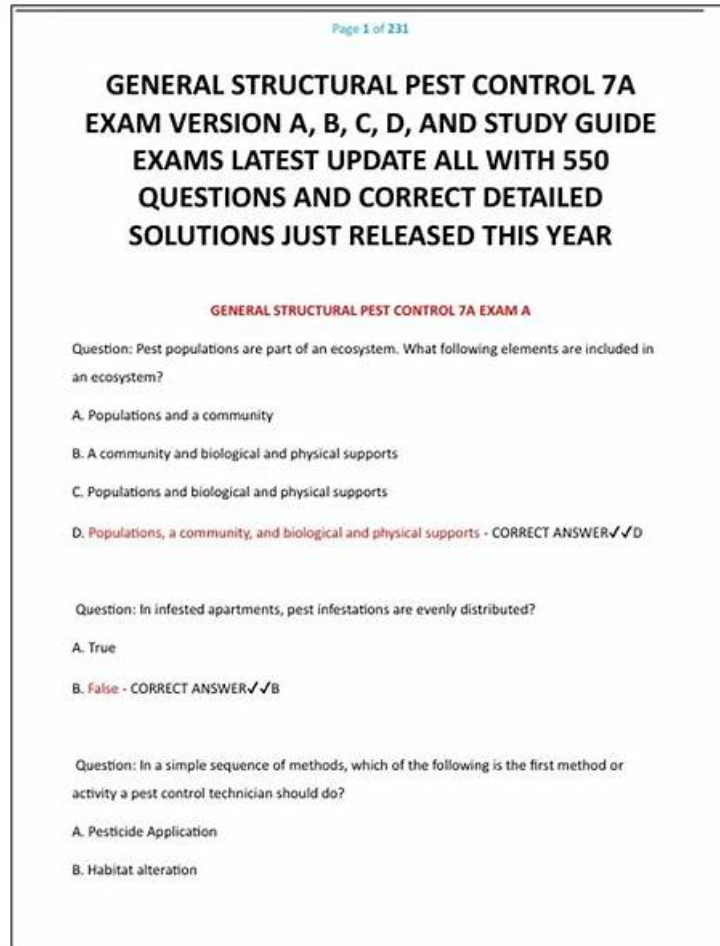 Page 1 of 231
GENERAL STRUCTURAL PEST CONTROL 7A
EXAM VERSION A, B, C, D, AND STUDY GUIDE
EXAMS LATEST UPDATE ALL WITH 550
QUESTIONS AND CORRECT DETAILED
SOLUTIONS JUST RELEASED THIS YEAR
GENERAL STRUCTURAL PEST CONTROL 7A EXAM A
Question: Pest populations are part of an ecosystem. What following elements are included in
an ecosystem?
A. Populations and a community
B. A community and biological and physical supports
C. Populations and biological and physical supports
D. Populations, a community, and biological and physical supports - CORRECT ANSWER✓✓D
Question: In infested apartments, pest infestations are evenly distributed?
A. True
B. False - CORRECT ANSWER✓✓B
Question: In a simple sequence of methods, which of the following is the first method or
activity a pest control technician should do?
A. Pesticide Application
B. Habitat alteration